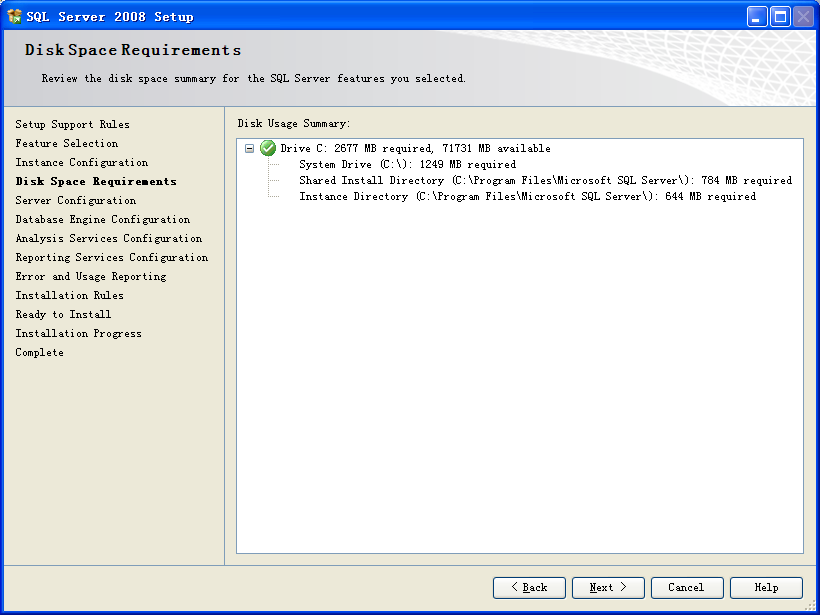 SQL Server 2008 Setup
Disk Space Requirements
Review the disk space summary for the SQL Server features you selected.
Setup Support Rules
Feature Selection
Instance Configuration
Disk Space Requirements
Server Configuration
Database Engine Configuration
Analysis Services Configuration
Reporting Services Configuration
Error and Usage Reporting
Installation Rules
Ready to Install
Installation Progress
Complete
Disk Usage Summary:
Drive C: 2677 MB required, 71731 MB available
System Drive (C:\): 1249 MB required
Shared Install Directory (C:\Program Files\Microsoft SQL Server\): 784 MB required
Instance Directory (C:\Program Files\Microsoft SQL Server\): 644 MB required
< Back
Next >
Cancel
Help